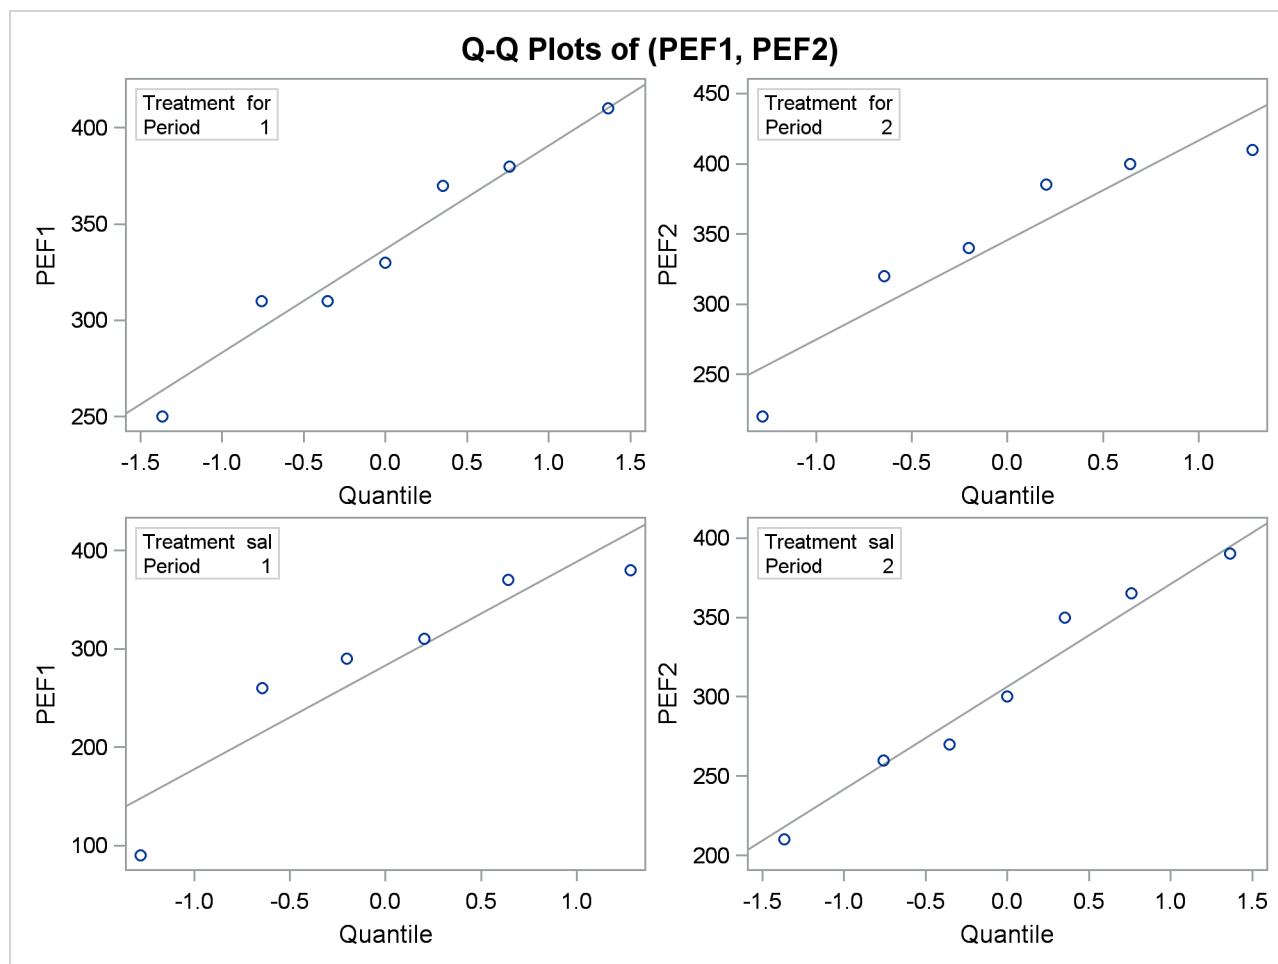 Q-Q Plots of (PEF1, PEF2)
Treatment for
Period 1
400
350
300
250
PEF1
-1.5 -1.0 -0.5 0.0 0.5 1.0 1.5
Quantile
Treatment for
Period 2
450
400
350
300
250
PEF2
-1.0 -0.5 0.0 0.5 1.0
Quantile
Treatment sal
Period 1
400
300
200
100
PEF1
-1.0 -0.5 0.0 0.5 1.0
Quantile
Treatment sal
Period 2
400
350
300
250
200
PEF2
-1.5 -1.0 -0.5 0.0 0.5 1.0 1.5
Quantile